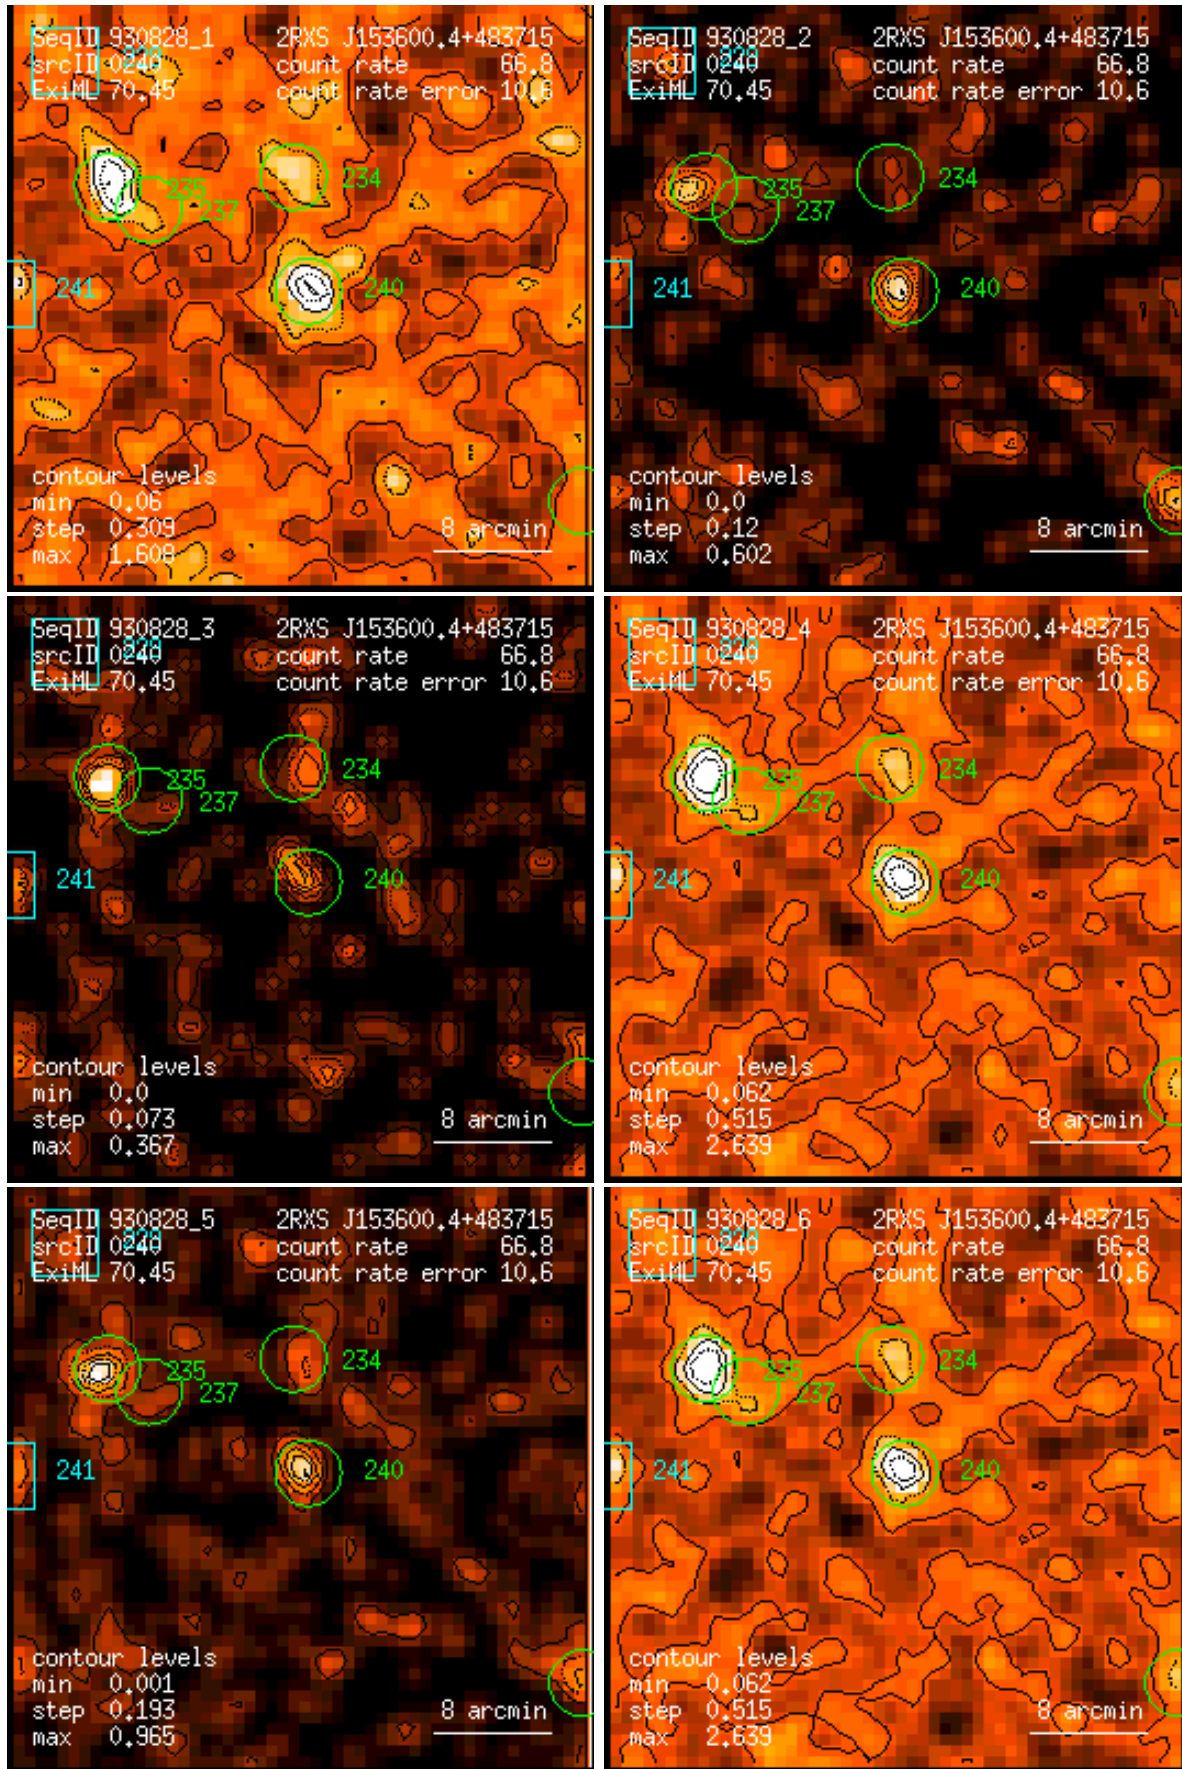 SeqID 930828_1 2RXS J153600.4+483715
srcID 0240 count rate 66.8
ExiML 70.45 count rate error 10.6
235 234
237
241 240
contour levels
min 0.06
step 0.309 8 arcmin
max 1.608
SeqID 930828_2 2RXS J153600.4+483715
srcID 0240 count rate 66.8
ExiML 70.45 count rate error 10.6
235 234
237
241 240
contour levels
min 0.0
step 0.12 8 arcmin
max 0.602
SeqID 930828_3 2RXS J153600.4+483715
srcID 0240 count rate 66.8
ExiML 70.45 count rate error 10.6
235 234
237
241 240
contour levels
min 0.0
step 0.073 8 arcmin
max 0.367
SeqID 930828_4 2RXS J153600.4+483715
srcID 0240 count rate 66.8
ExiML 70.45 count rate error 10.6
235 234
237
241 240
contour levels
min 0.062
step 0.515 8 arcmin
max 2.639
SeqID 930828_5 2RXS J153600.4+483715
srcID 0240 count rate 66.8
ExiML 70.45 count rate error 10.6
235 234
237
241 240
contour levels
min 0.001
step 0.193 8 arcmin
max 0.965
SeqID 930828_6 2RXS J153600.4+483715
srcID 0240 count rate 66.8
ExiML 70.45 count rate error 10.6
235 234
237
241 240
contour levels
min 0.062
step 0.515 8 arcmin
max 2.639